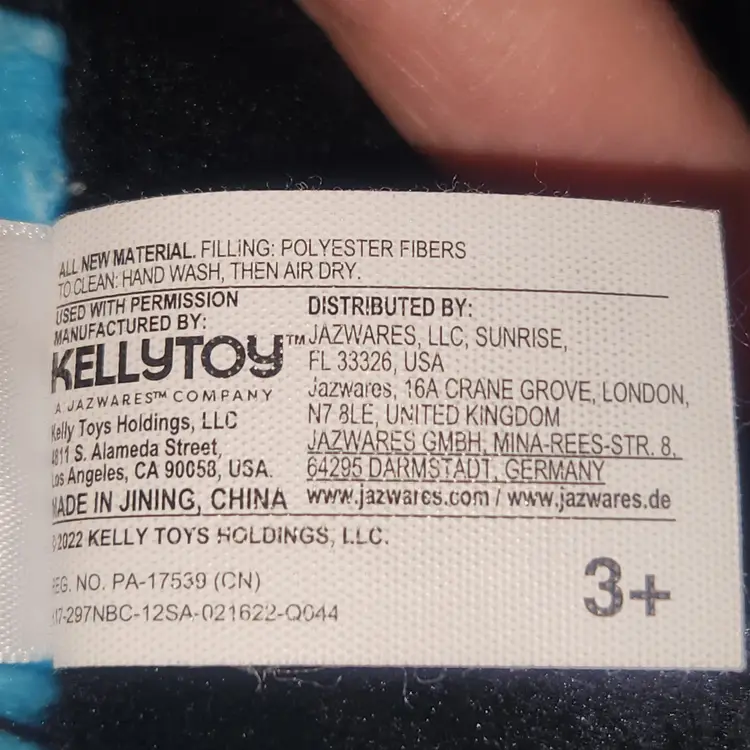 ALL NEW MATERIAL. FILLING: POLYESTER FIBERS
TO CLEAN: HAND WASH, THEN AIR DRY.
USED WITH PERMISSION
MANUFACTURED BY:
KELLYTOY™
A JAZWARES™ COMPANY
Kelly Toys Holdings, LLC
4811 S. Alameda Street,
Los Angeles, CA 90058, USA.
MADE IN JINING, CHINA
DISTRIBUTED BY:
JAZWARES, LLC, SUNRISE,
FL 33326, USA
Jazwares, 16A CRANE GROVE, LONDON,
N7 8LE, UNITED KINGDOM
JAZWARES GMBH, MINA-REES-STR. 8,
64295 DARMSTADT, GERMANY
www.jazwares.com / www.jazwares.de
©2022 KELLY TOYS HOLDINGS, LLC.
REG. NO. PA-17539 (CN)
17-297NBC-12SA-021622-Q044
3+